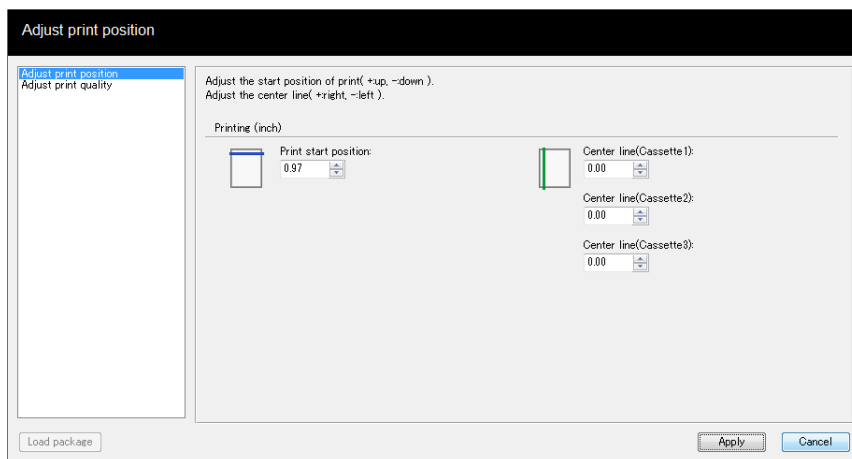 Adjust print position
Adjust print position
Adjust print quality
Adjust the start position of print( +:up, -:down ).
Adjust the center line( +:right, -:left ).
Printing (inch)
Print start position:
0.97
Center line(Cassette1):
0.00
Center line(Cassette2):
0.00
Center line(Cassette3):
0.00
Load package
Apply
Cancel